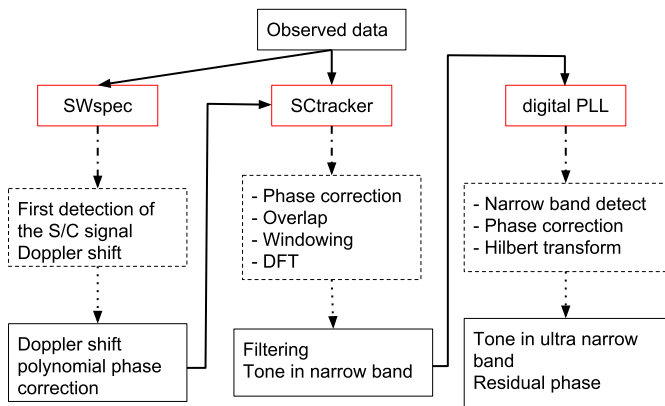 Observed data
SWspec
SCtracker
digital PLL
First detection of
the S/C signal
Doppler shift
- Phase correction
- Overlap
- Windowing
- DFT
- Narrow band detect
- Phase correction
- Hilbert transform
Doppler shift
polynomial phase
correction
Filtering
Tone in narrow band
Tone in ultra narrow
band
Residual phase